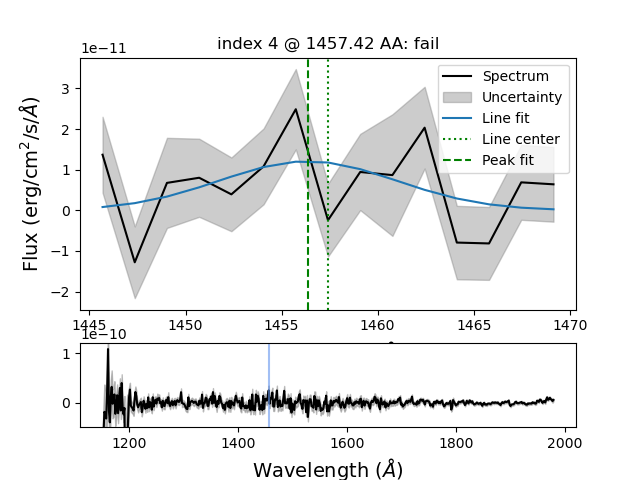 index 4 @ 1457.42 AA: fail
1e−11
Flux (erg/cm²/s/Å)
3
2
1
0
−1
−2
Spectrum
Uncertainty
Line fit
Line center
Peak fit
1445 1450 1455 1460 1465 1470
1e−10
1
0
1200 1400 1600 1800 2000
Wavelength (Å)